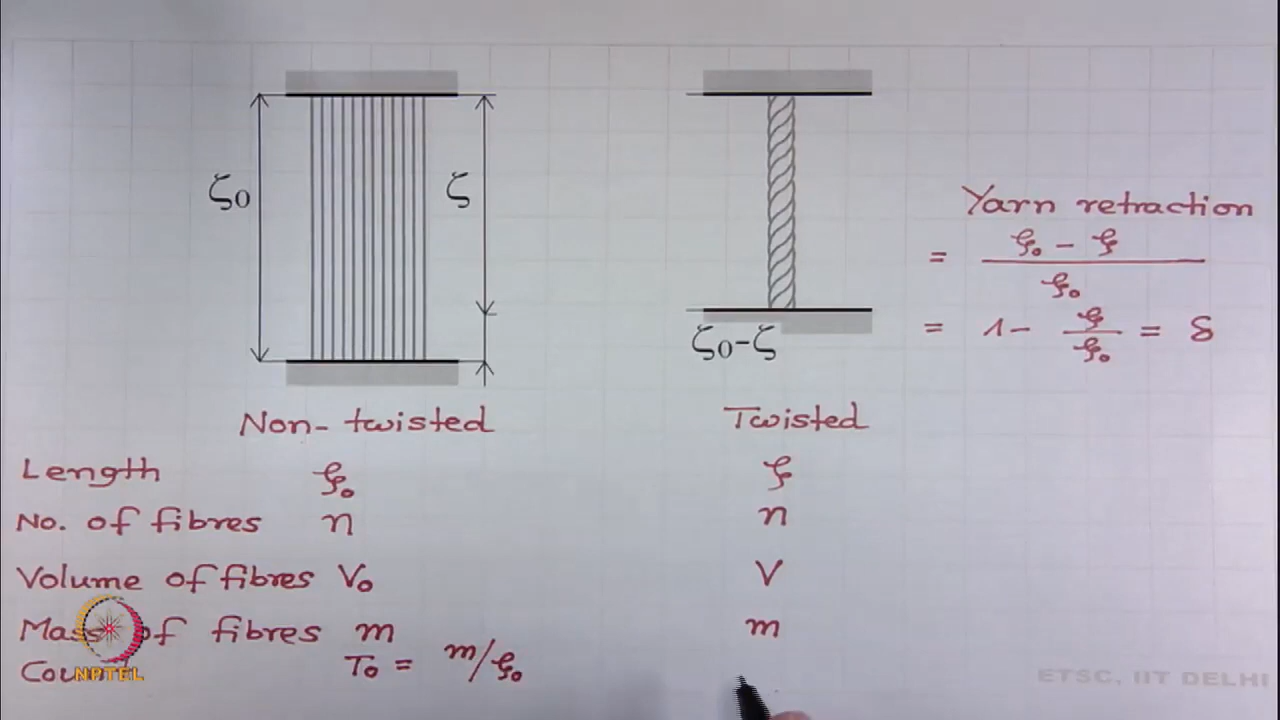 ζ₀
ζ
ζ₀-ζ
Yarn retraction
= ζ₀ - ζ / ζ₀
= 1 - ζ / ζ₀ = δ
Non-twisted Twisted
Length ζ₀ ζ
No. of fibres n n
Volume of fibres V₀ V
Mass of fibres m m
T₀ = m/ζ₀
NPTEL
ETSC, IIT DELHI